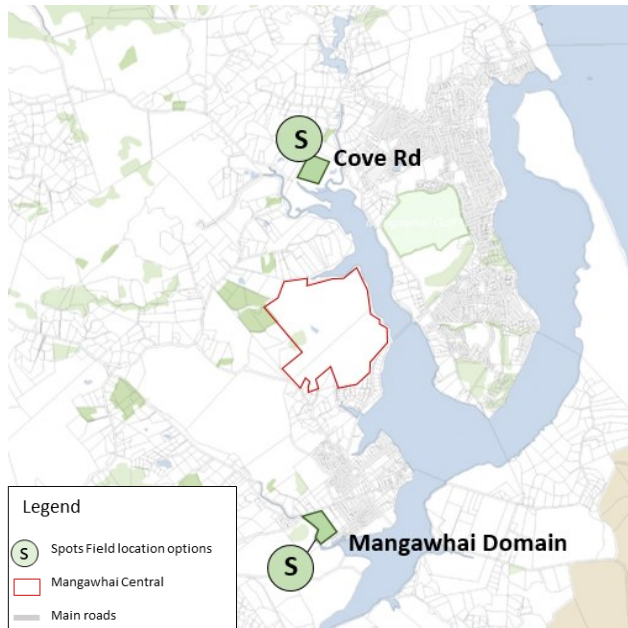 S
Cove Rd
Mangawhai Domain
S
Legend
S Spots Field location options
Mangawhai Central
Main roads